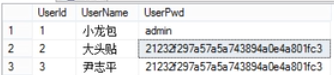 UserId UserName UserPwd
1 1 小龙包 admin
2 2 大头贴 21232f297a57a5a743894a0e4a801fc3
3 3 尹志平 21232f297a57a5a743894a0e4a801fc3